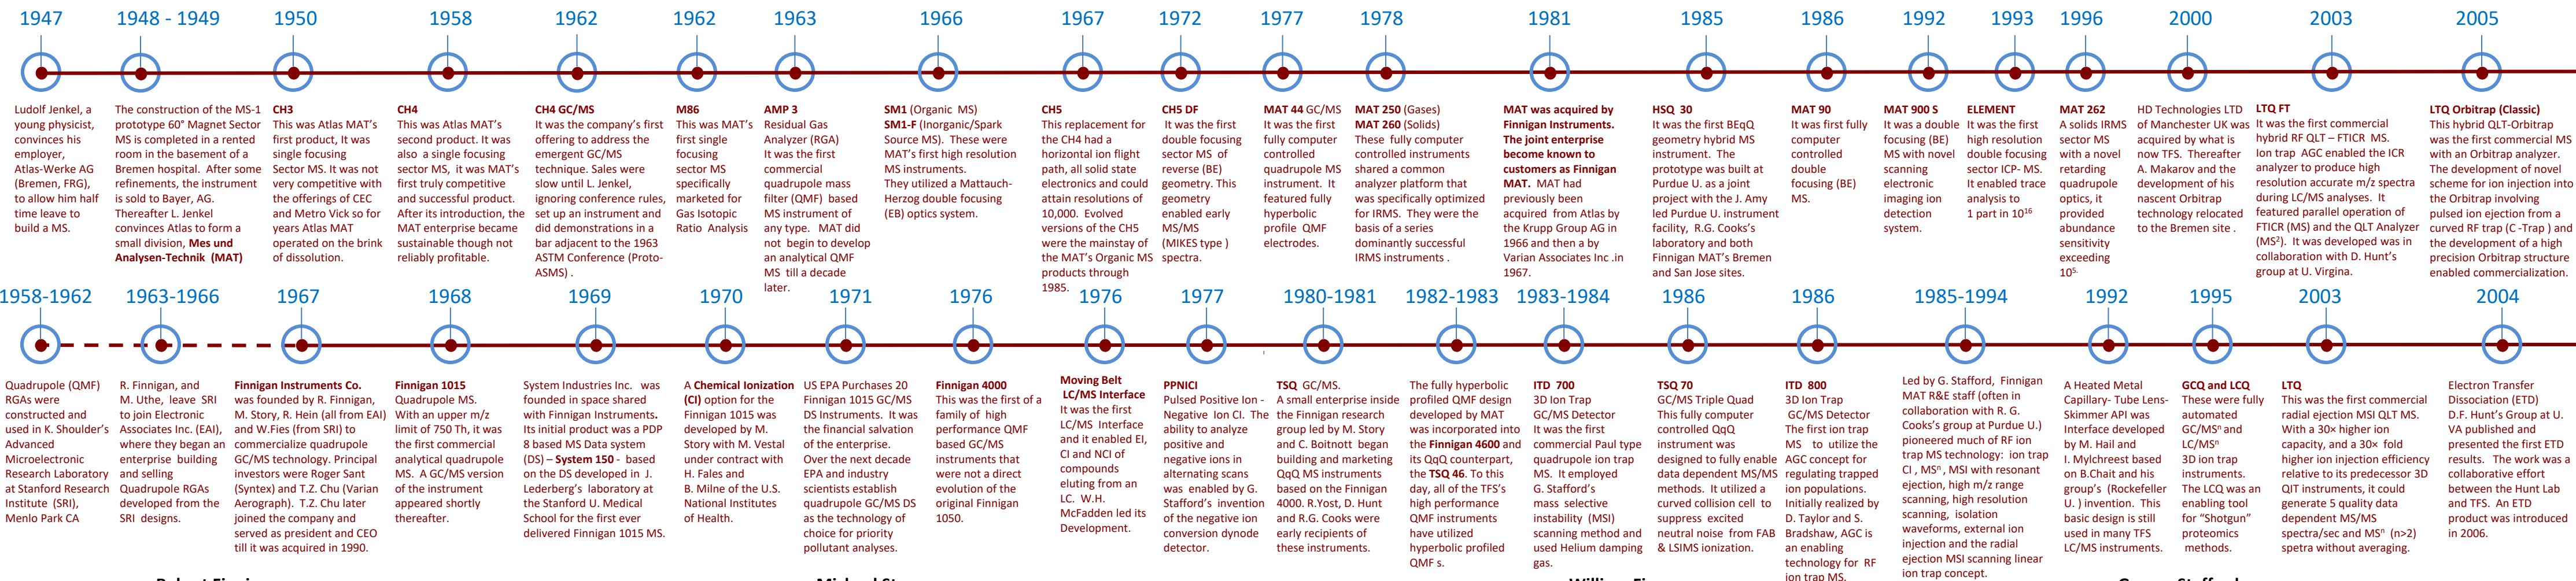 1947
Ludolf Jenkel, a
young physicist,
convinces his
employer,
Atlas-Werke AG
(Bremen, FRG),
to allow him half
time leave to
build a MS.
1948 - 1949
The construction of the MS-1
prototype 60° Magnet Sector
MS is completed in a rented
room in the basement of a
Bremen hospital. After some
refinements, the instrument
is sold to Bayer, AG.
Thereafter L. Jenkel
convinces Atlas to form a
small division, Mes und
Analysen-Technik (MAT)
1950
CH3
This was Atlas MAT's
first product, It was
single focusing
Sector MS. It was not
very competitive with
the offerings of CEC
and Metro Vick so for
years Atlas MAT
operated on the brink
of dissolution.
1958
CH4
This was Atlas MAT's
second product. It was
also a single focusing
sector MS, it was MAT's
first truly competitive
and successful product.
After its introduction, the
MAT enterprise became
sustainable though not
reliably profitable.
1962
CH4 GC/MS
It was the company's first
offering to address the
emergent GC/MS
technique. Sales were
slow until L. Jenkel,
ignoring conference rules,
set up an instrument and
did demonstrations in a
bar adjacent to the 1963
ASTM Conference (Proto-
ASMS) .
1962
M86
This was MAT's
first single
focusing
sector MS
specifically
marketed for
Gas Isotopic
Ratio Analysis
1963
AMP 3
Residual Gas
Analyzer (RGA)
It was the first
commercial
quadrupole mass
filter (QMF) based
MS instrument of
any type. MAT did
not begin to develop
an analytical QMF
MS till a decade
later.
1966
SM1 (Organic MS)
SM1-F (Inorganic/Spark
Source MS). These were
MAT's first high resolution
MS instruments.
They utilized a Mattauch-
Herzog double focusing
(EB) optics system.
1967
CH5
This replacement for
the CH4 had a
horizontal ion flight
path, all solid state
electronics and could
attain resolutions of
10,000. Evolved
versions of the CH5
were the mainstay of
the MAT's Organic MS
products through
1985.
1972
CH5 DF
It was the first
double focusing
sector MS of
reverse (BE)
geometry. This
geometry
enabled early
MS/MS
(MIKES type )
spectra.
1977
MAT 44 GC/MS
It was the first
fully computer
controlled
quadrupole MS
instrument. It
featured fully
hyperbolic
profile QMF
electrodes.
1978
MAT 250 (Gases)
MAT 260 (Solids)
These fully computer
controlled instruments
shared a common
analyzer platform that
was specifically optimized
for IRMS. They were the
basis of a series
dominantly successful
IRMS instruments .
1981
MAT was acquired by
Finnigan Instruments.
The joint enterprise
become known to
customers as Finnigan
MAT. MAT had
previously been
acquired from Atlas by
the Krupp Group AG in
1966 and then a by
Varian Associates Inc .in
1967.
1985
HSQ 30
It was the first BEqQ
geometry hybrid MS
instrument. The
prototype was built at
Purdue U. as a joint
project with the J. Amy
led Purdue U. instrument
facility, R.G. Cooks's
laboratory and both
Finnigan MAT's Bremen
and San Jose sites.
1986
MAT 90
It was first fully
computer
controlled
double
focusing (BE)
MS.
1992
MAT 900 S
It was a double
focusing (BE)
MS with novel
scanning
electronic
imaging ion
detection
system.
1993
ELEMENT
It was the first
high resolution
double focusing
sector ICP- MS.
It enabled trace
analysis to
1 part in 10¹⁶
1996
MAT 262
A solids IRMS
sector MS
with a novel
retarding
quadrupole
optics, it
provided
abundance
sensitivity
exceeding
10⁵·
2000
HD Technologies LTD
of Manchester UK was
acquired by what is
now TFS. Thereafter
A. Makarov and the
development of his
nascent Orbitrap
technology relocated
to the Bremen site .
2003
LTQ FT
It was the first commercial
hybrid RF QLT – FTICR MS.
Ion trap AGC enabled the ICR
analyzer to produce high
resolution accurate m/z spectra
during LC/MS analyses. It
featured parallel operation of
FTICR (MS) and the QLT Analyzer
(MS²). It was developed was in
collaboration with D. Hunt's
group at U. Virgina.
2005
LTQ Orbitrap (Classic)
This hybrid QLT-Orbitrap
was the first commercial MS
with an Orbitrap analyzer.
The development of novel
scheme for ion injection into
the Orbitrap involving
pulsed ion ejection from a
curved RF trap (C -Trap ) and
the development of a high
precision Orbitrap structure
enabled commercialization.
1958-1962
Quadrupole (QMF)
RGAs were
constructed and
used in K. Shoulder's
Advanced
Microelectronic
Research Laboratory
at Stanford Research
Institute (SRI),
Menlo Park CA
1963-1966
R. Finnigan, and
M. Uthe, leave SRI
to join Electronic
Associates Inc. (EAI),
where they began an
enterprise building
and selling
Quadrupole RGAs
developed from the
SRI designs.
1967
Finnigan Instruments Co.
was founded by R. Finnigan,
M. Story, R. Hein (all from EAI)
and W.Fies (from SRI) to
commercialize quadrupole
GC/MS technology. Principal
investors were Roger Sant
(Syntex) and T.Z. Chu (Varian
Aerograph). T.Z. Chu later
joined the company and
served as president and CEO
till it was acquired in 1990.
1968
Finnigan 1015
Quadrupole MS.
With an upper m/z
limit of 750 Th, it was
the first commercial
analytical quadrupole
MS. A GC/MS version
of the instrument
appeared shortly
thereafter.
1969
System Industries Inc. was
founded in space shared
with Finnigan Instruments.
Its initial product was a PDP
8 based MS Data system
(DS) – System 150 - based
on the DS developed in J.
Lederberg's laboratory at
the Stanford U. Medical
School for the first ever
delivered Finnigan 1015 MS.
1970
A Chemical Ionization
(CI) option for the
Finnigan 1015 was
developed by M.
Story with M. Vestal
under contract with
H. Fales and
B. Milne of the U.S.
National Institutes
of Health.
1971
US EPA Purchases 20
Finnigan 1015 GC/MS
DS Instruments. It was
the financial salvation
of the enterprise.
Over the next decade
EPA and industry
scientists establish
quadrupole GC/MS DS
as the technology of
choice for priority
pollutant analyses.
1976
Finnigan 4000
This was the first of a
family of high
performance QMF
based GC/MS
instruments that
were not a direct
evolution of the
original Finnigan
1050.
1976
Moving Belt
LC/MS Interface
It was the first
LC/MS Interface
and it enabled EI,
CI and NCI of
compounds
eluting from an
LC. W.H.
McFadden led its
Development.
1977
PPNICI
Pulsed Positive Ion -
Negative Ion CI. The
ability to analyze
positive and
negative ions in
alternating scans
was enabled by G.
Stafford's invention
of the negative ion
conversion dynode
detector.
1980-1981
TSQ GC/MS.
A small enterprise inside
the Finnigan research
group led by M. Story
and C. Boitnott began
building and marketing
QqQ MS instruments
based on the Finnigan
4000. R.Yost, D. Hunt
and R.G. Cooks were
early recipients of
these instruments.
1982-1983
The fully hyperbolic
profiled QMF design
developed by MAT
was incorporated into
the Finnigan 4600 and
its QqQ counterpart,
the TSQ 46. To this
day, all of the TFS's
high performance
QMF instruments
have utilized
hyperbolic profiled
QMF s.
1983-1984
ITD 700
3D Ion Trap
GC/MS Detector
It was the first
commercial Paul type
quadrupole ion trap
MS. It employed
G. Stafford's
mass selective
instability (MSI)
scanning method and
used Helium damping
gas.
1986
TSQ 70
GC/MS Triple Quad
This fully computer
controlled QqQ
instrument was
designed to fully enable
data dependent MS/MS
methods. It utilized a
curved collision cell to
suppress excited
neutral noise from FAB
& LSIMS ionization.
1986
ITD 800
3D Ion Trap
GC/MS Detector
The first ion trap
MS to utilize the
AGC concept for
regulating trapped
ion populations.
Initially realized by
D. Taylor and S.
Bradshaw, AGC is
an enabling
technology for RF
ion trap MS.
1985-1994
Led by G. Stafford, Finnigan
MAT R&E staff (often in
collaboration with R. G.
Cooks's group at Purdue U.)
pioneered much of RF ion
trap MS technology: ion trap
CI , MSⁿ, MSI with resonant
ejection, high m/z range
scanning, high resolution
scanning, isolation
waveforms, external ion
injection and the radial
ejection MSI scanning linear
ion trap concept.
1992
A Heated Metal
Capillary- Tube Lens-
Skimmer API was
Interface developed
by M. Hail and
I. Mylchreest based
on B.Chait and his
group's (Rockefeller
U. ) invention. This
basic design is still
used in many TFS
LC/MS instruments.
1995
GCQ and LCQ
These were fully
automated
GC/MSⁿ and
LC/MSⁿ
3D ion trap
instruments.
The LCQ was an
enabling tool
for "Shotgun"
proteomics
methods.
2003
LTQ
This was the first commercial
radial ejection MSI QLT MS.
With a 30× higher ion
capacity, and a 30× fold
higher ion injection efficiency
relative to its predecessor 3D
QIT instruments, it could
generate 5 quality data
dependent MS/MS
spectra/sec and MSⁿ (n>2)
spetra without averaging.
2004
Electron Transfer
Dissociation (ETD)
D.F. Hunt's Group at U.
VA published and
presented the first ETD
results. The work was a
collaborative effort
between the Hunt Lab
and TFS. An ETD
product was introduced
in 2006.